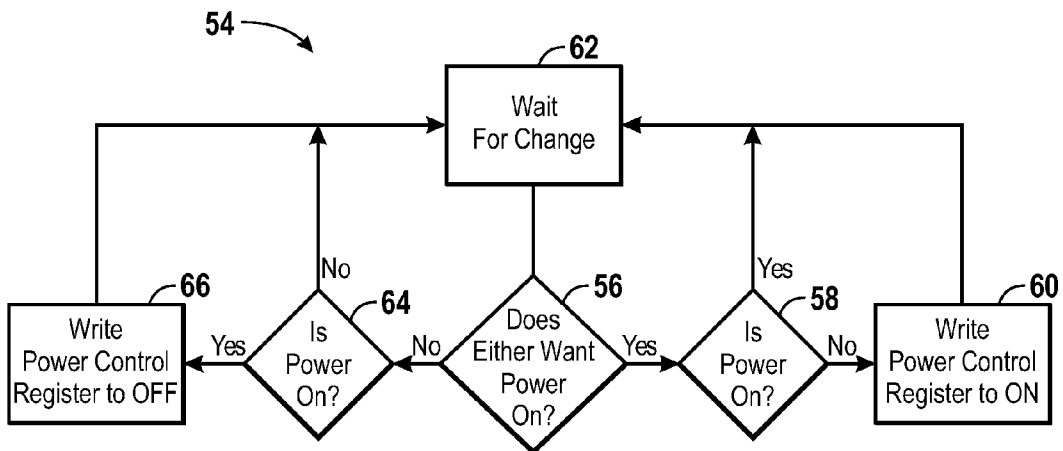 54
62
Wait
For Change
No
Yes
66
64
56
58
60
Write
Power Control
Register to OFF
Yes
Is
Power
On?
No
Does
Either Want
Power
On?
Yes
Is
Power
On?
No
Write
Power Control
Register to ON